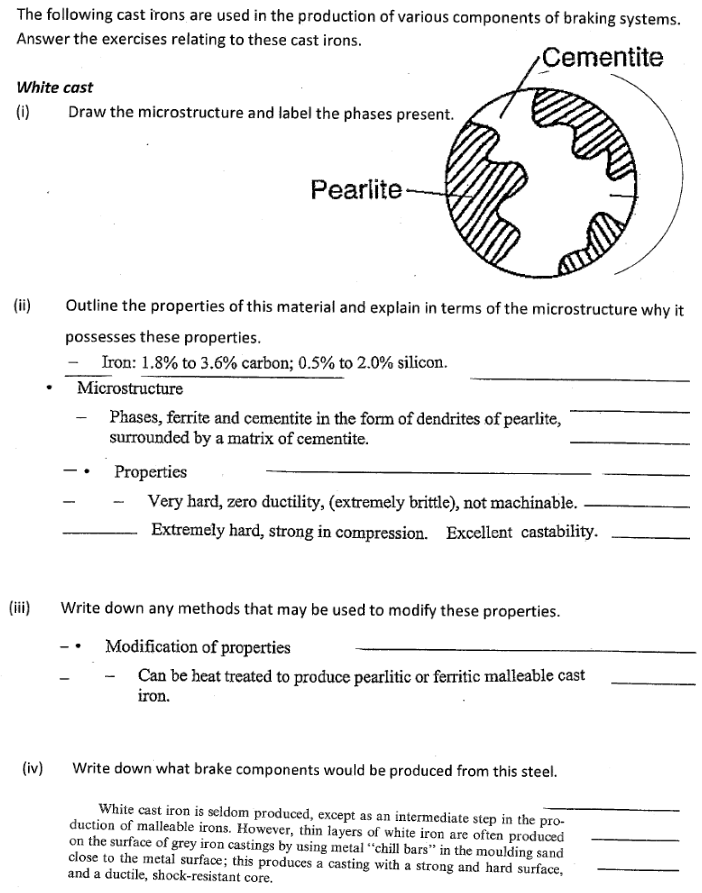 The following cast irons are used in the production of various components of braking systems.
Answer the exercises relating to these cast irons.
Cementite
White cast
(i) Draw the microstructure and label the phases present.
Pearlite
(ii) Outline the properties of this material and explain in terms of the microstructure why it
possesses these properties.
– Iron: 1.8% to 3.6% carbon; 0.5% to 2.0% silicon.
• Microstructure
– Phases, ferrite and cementite in the form of dendrites of pearlite,
surrounded by a matrix of cementite.
– • Properties
– – Very hard, zero ductility, (extremely brittle), not machinable.
Extremely hard, strong in compression. Excellent castability.
(iii) Write down any methods that may be used to modify these properties.
– • Modification of properties
– – Can be heat treated to produce pearlitic or ferritic malleable cast
iron.
(iv) Write down what brake components would be produced from this steel.
White cast iron is seldom produced, except as an intermediate step in the pro-
duction of malleable irons. However, thin layers of white iron are often produced
on the surface of grey iron castings by using metal "chill bars" in the moulding sand
close to the metal surface; this produces a casting with a strong and hard surface,
and a ductile, shock-resistant core.